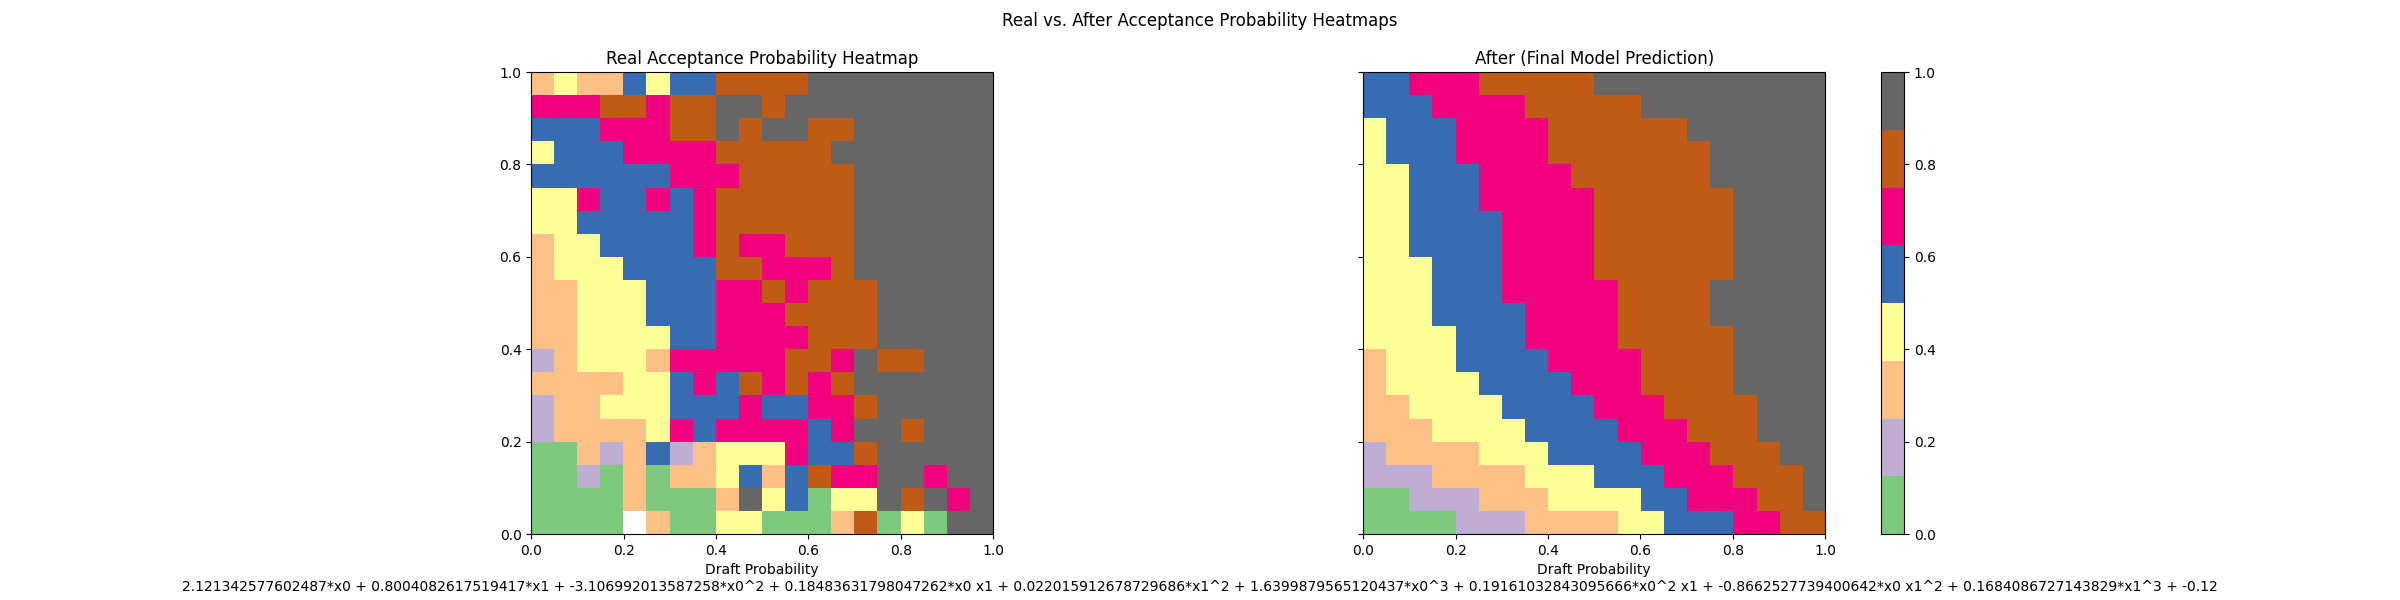 Real vs. After Acceptance Probability Heatmaps
Real Acceptance Probability Heatmap
After (Final Model Prediction)
1.0
0.8
0.6
0.4
0.2
0.0
0.0 0.2 0.4 0.6 0.8 1.0
Draft Probability
0.0 0.2 0.4 0.6 0.8 1.0
Draft Probability
1.0
0.8
0.6
0.4
0.2
0.0
2.121342577602487*x0 + 0.8004082617519417*x1 + -3.106992013587258*x0^2 + 0.18483631798047262*x0 x1 + 0.022015912678729686*x1^2 + 1.6399879565120437*x0^3 + 0.19161032843095666*x0^2 x1 + -0.8662527739400642*x0 x1^2 + 0.1684086727143829*x1^3 + -0.12